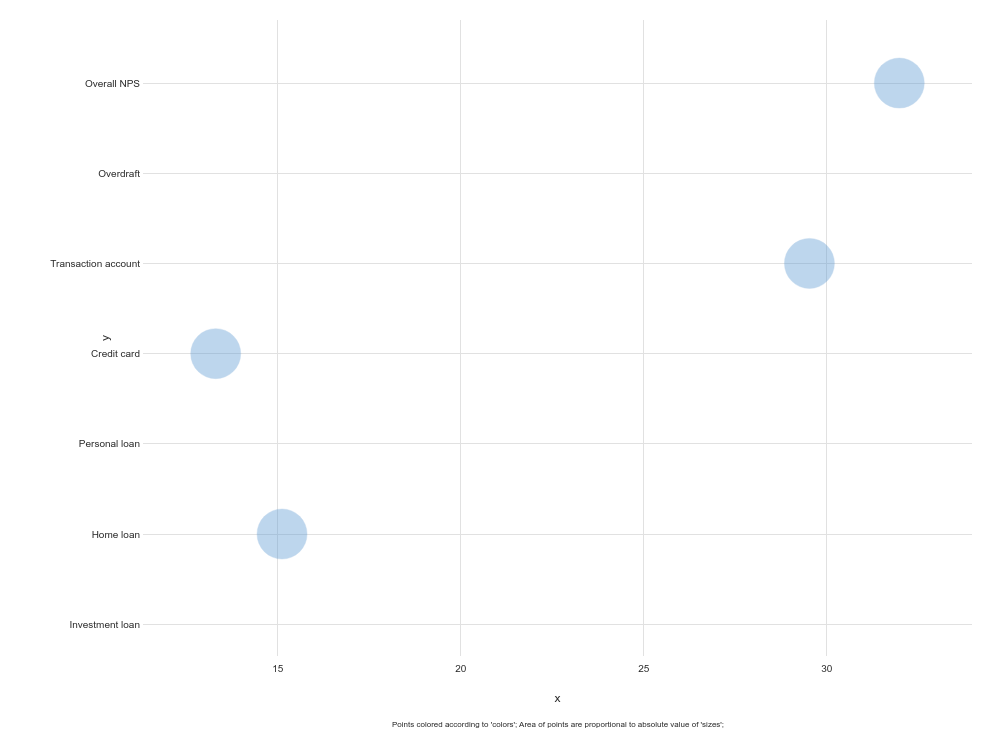 Overall NPS
Overdraft
Transaction account
y
Credit card
Personal loan
Home loan
Investment loan
15 20 25 30
x
Points colored according to 'colors'; Area of points are proportional to absolute value of 'sizes';